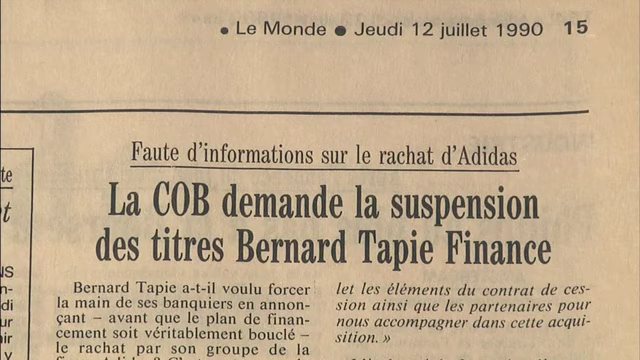 • Le Monde • Jeudi 12 juillet 1990 15
Faute d'informations sur le rachat d'Adidas
La COB demande la suspension
des titres Bernard Tapie Finance
Bernard Tapie a-t-il voulu forcer
la main de ses banquiers en annon-
çant – avant que le plan de finan-
cement soit véritablement bouclé –
le rachat par son groupe de la
let les éléments du contrat de ces-
sion ainsi que les partenaires pour
nous accompagner dans cette acqui-
sition. »